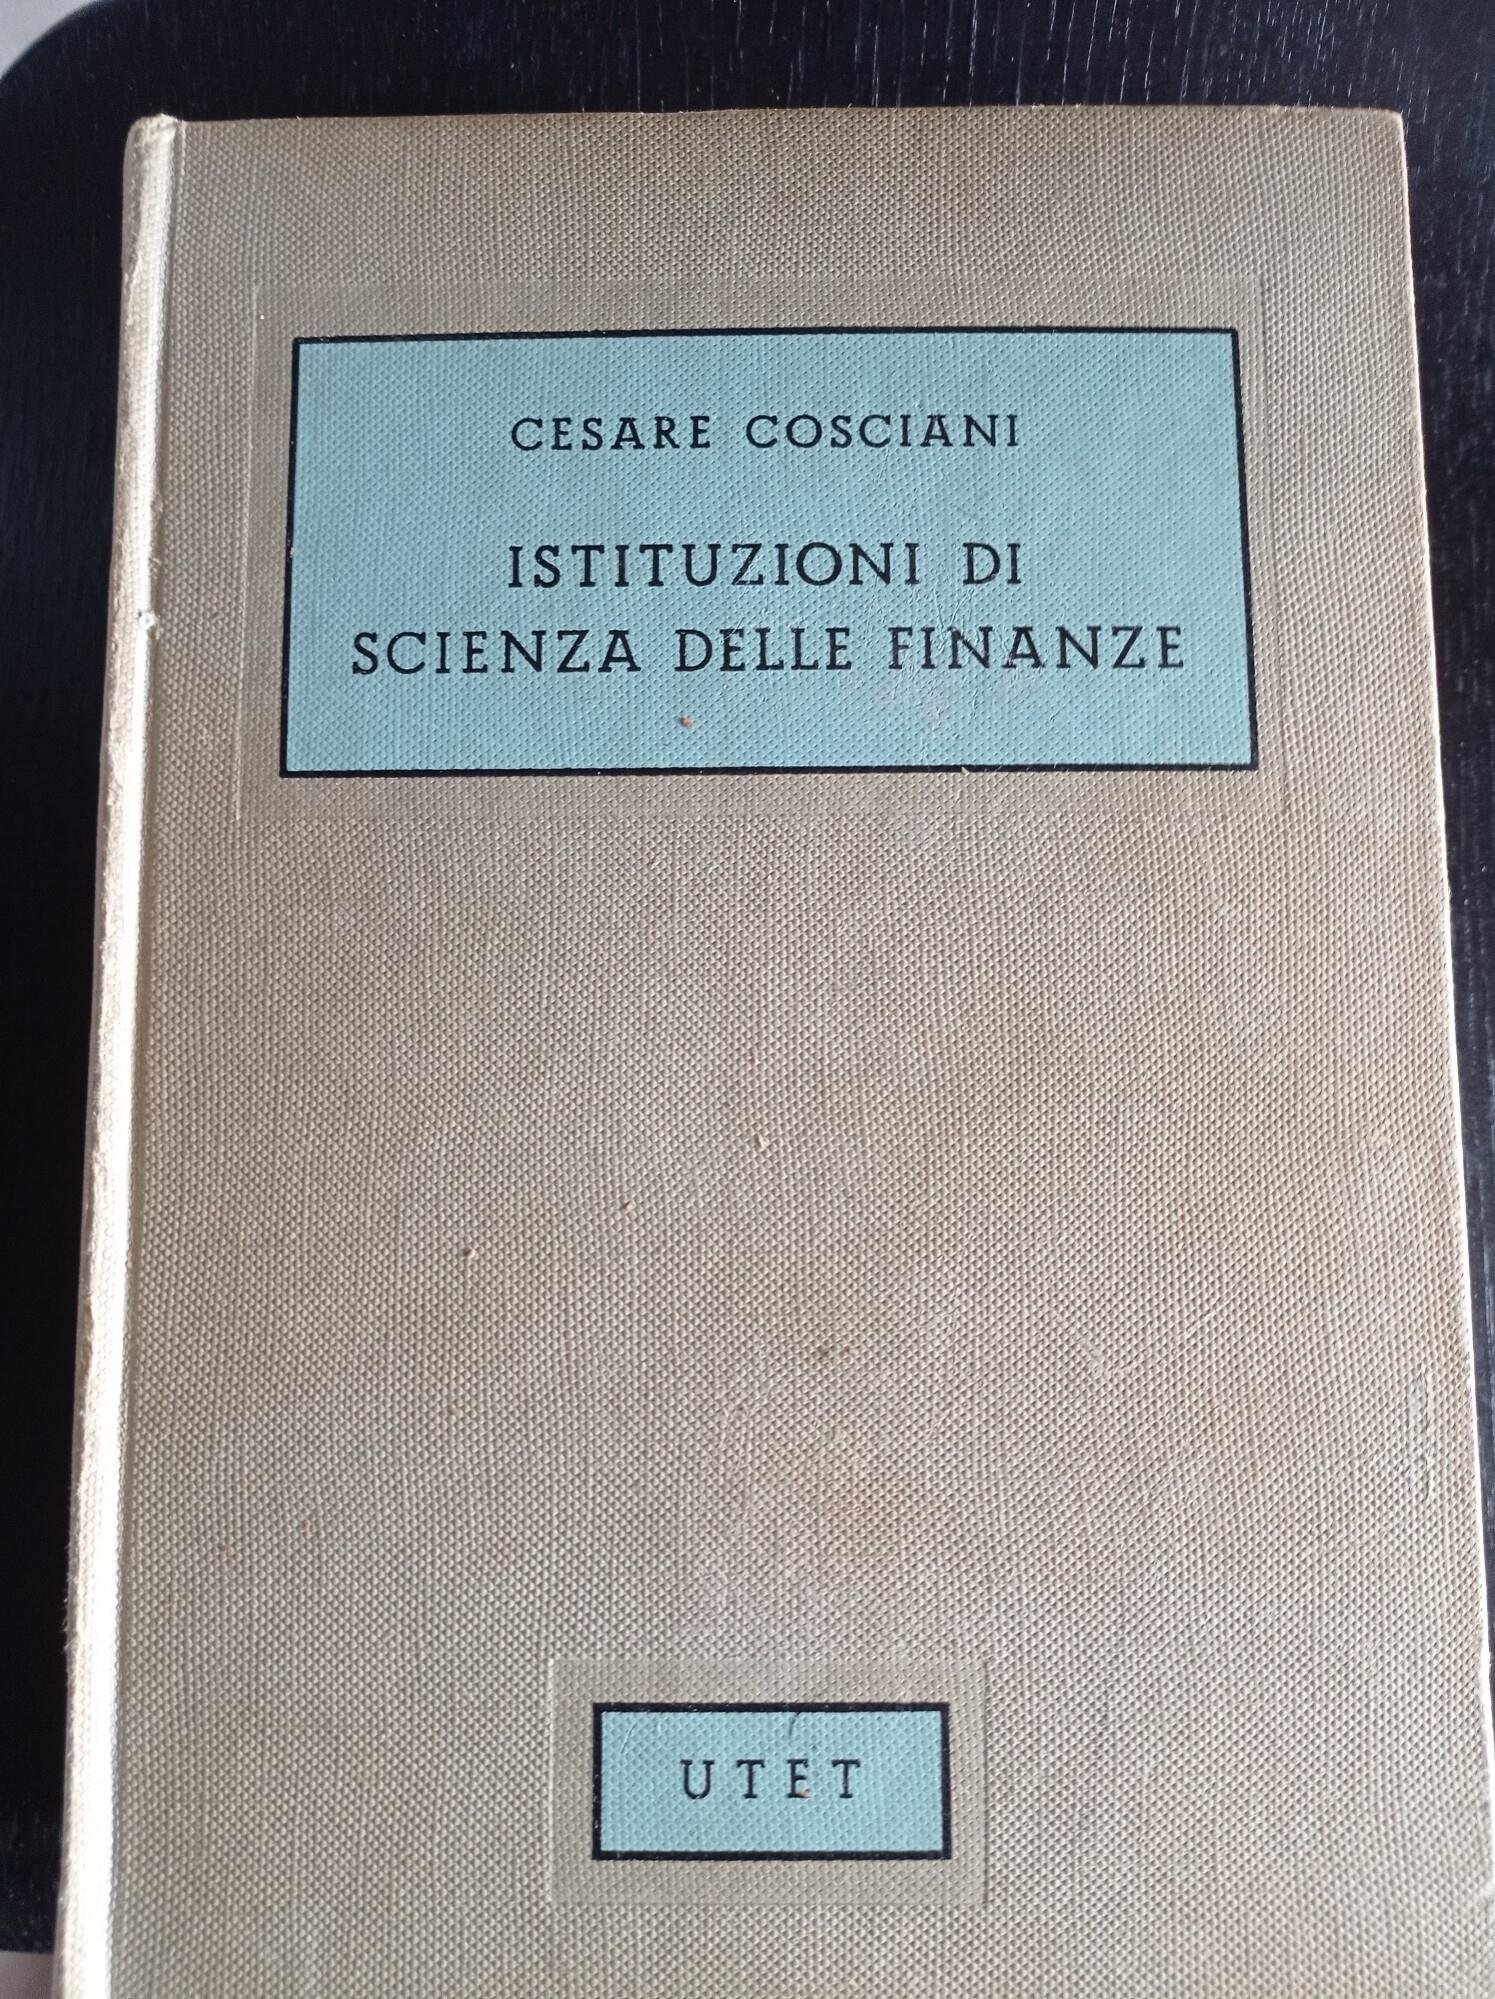 CESARE COSCIANI
ISTITUZIONI DI
SCIENZA DELLE FINANZE
UTET